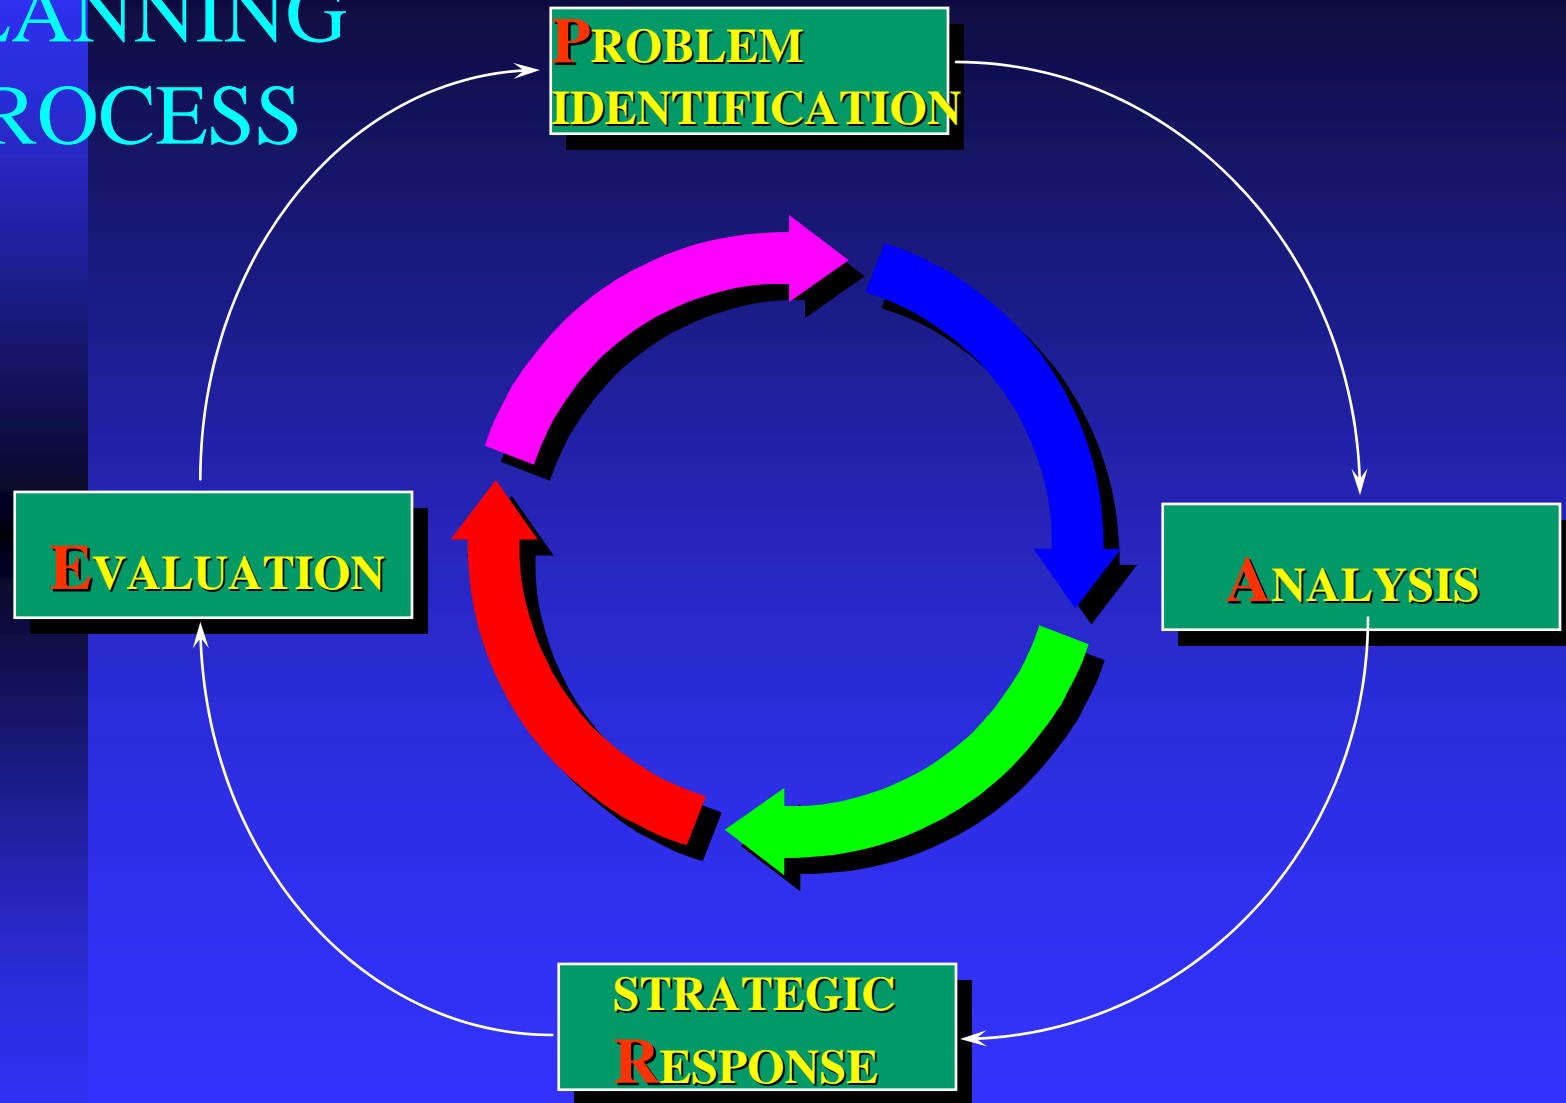 LANNING
ROCESS
PROBLEM
IDENTIFICATION
EVALUATION
ANALYSIS
STRATEGIC
RESPONSE